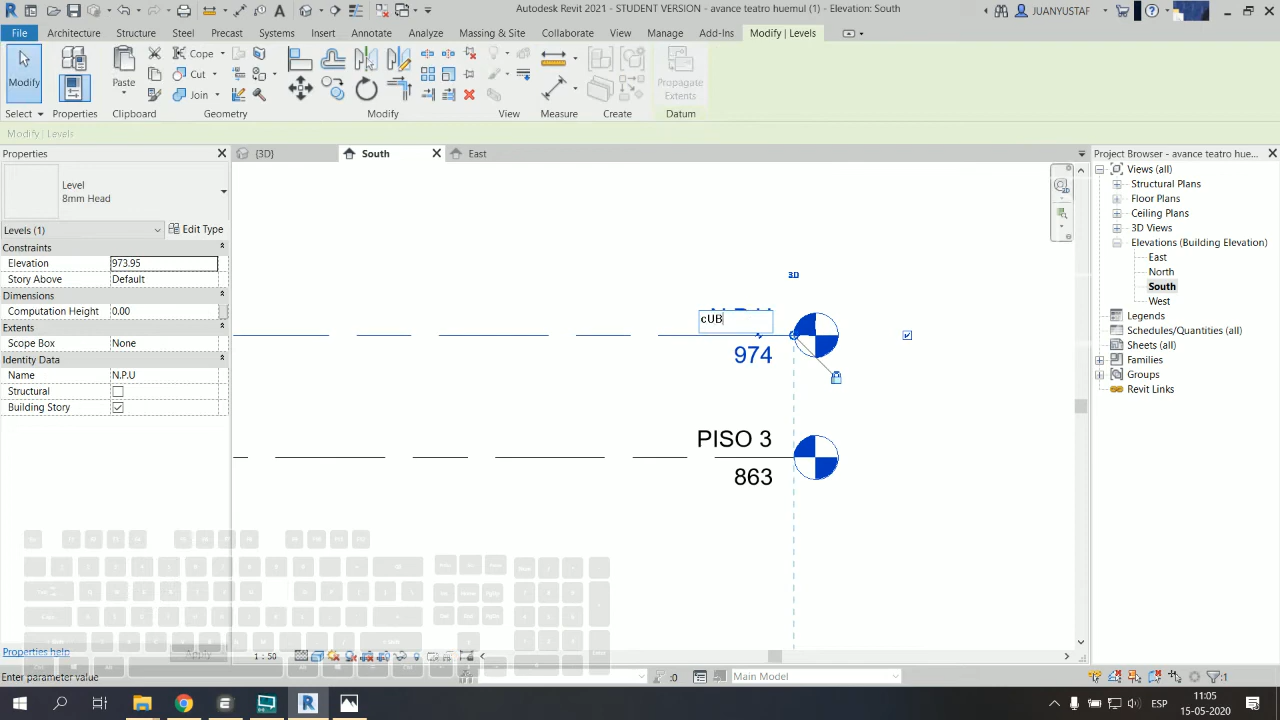 Autodesk Revit 2021 - STUDENT VERSION - avance teatro huemul (1) - Elevation: South
JUANYUSTAF
File Architecture Structure Steel Precast Systems Insert Annotate Analyze Massing & Site Collaborate View Manage Add-Ins Modify | Levels
Modify Paste Cope Cut Join Propagate Extents
Select Properties Clipboard Geometry Modify View Measure Create Datum
Modify | Levels
Properties
{3D} South East
Project Browser - avance teatro hue...
Level
8mm Head
Levels (1) Edit Type
Constraints
Elevation 973.95
Story Above Default
Dimensions
Computation Height 0.00
Extents
Scope Box None
Identity Data
Name N.P.U
Structural
Building Story
Properties help Apply
3D
cUB
974
PISO 3
863
Views (all)
Structural Plans
Floor Plans
Ceiling Plans
3D Views
Elevations (Building Elevation)
East
North
South
West
Legends
Schedules/Quantities (all)
Sheets (all)
Families
Groups
Revit Links
1 : 50
Enter parameter value
:0 Main Model :1
ESP
11:05
15-05-2020